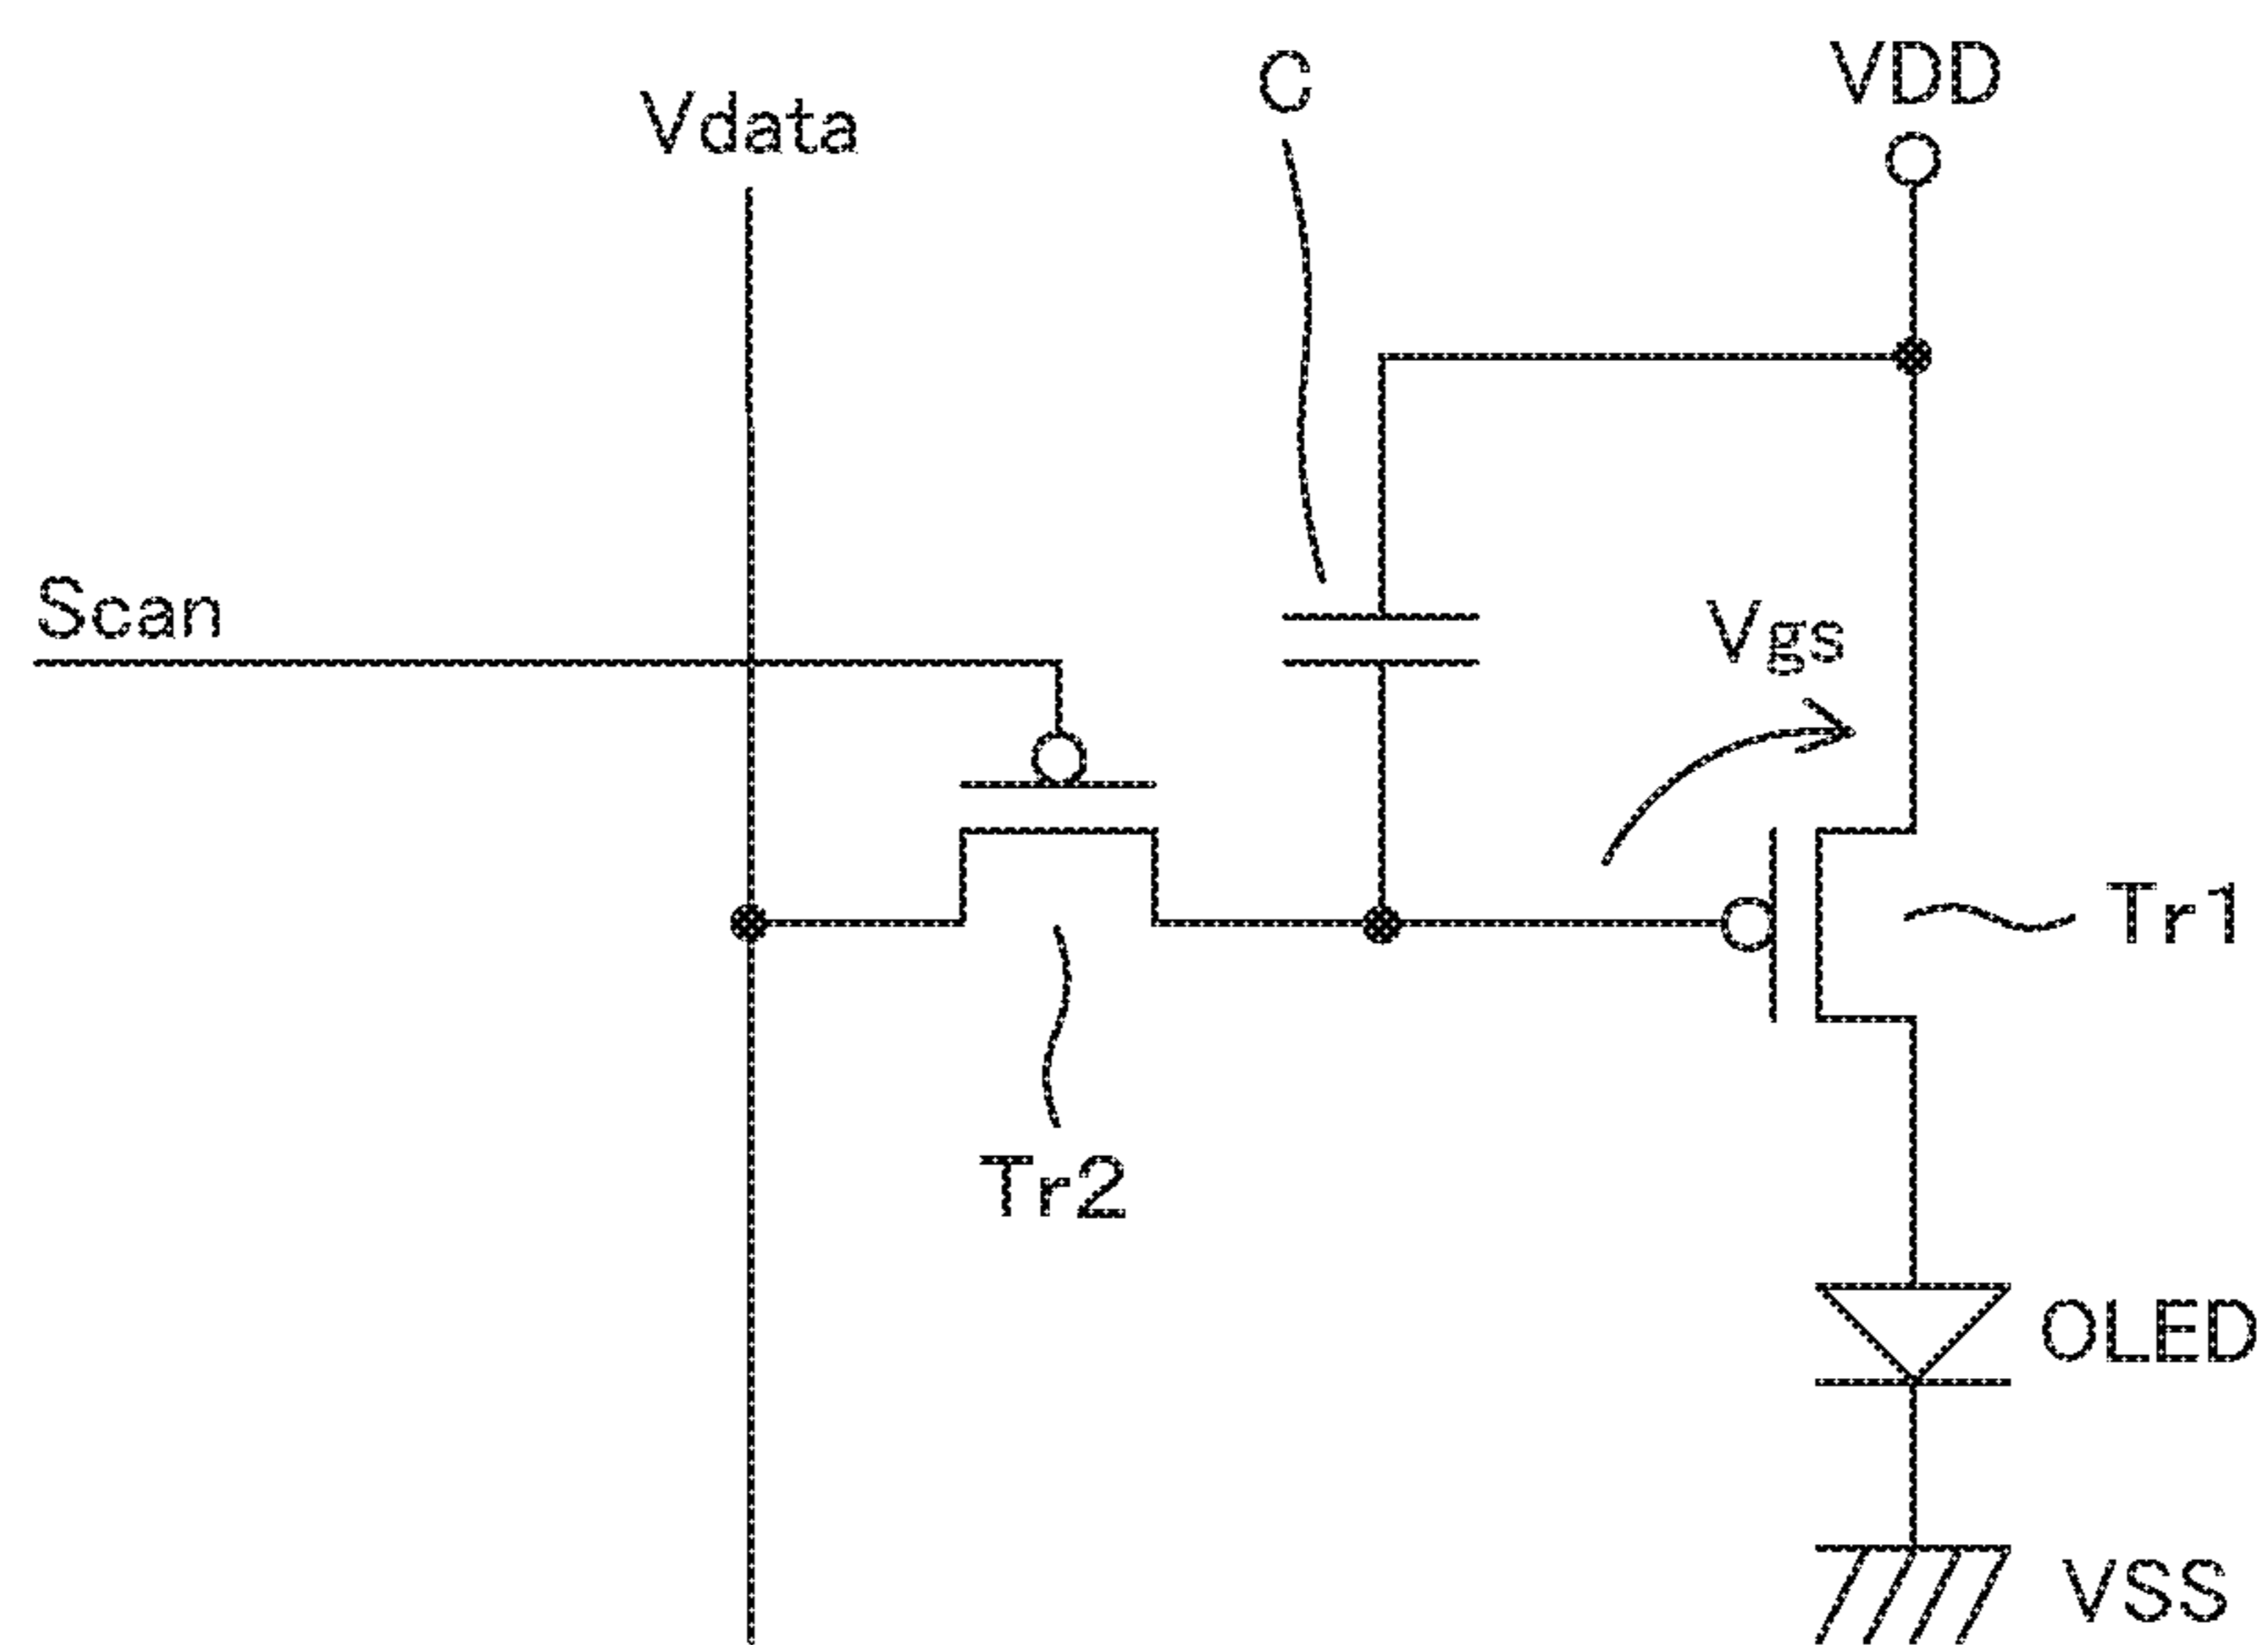 C
VDD
Vdata
Scan
Vgs
Tr1
Tr2
OLED
VSS